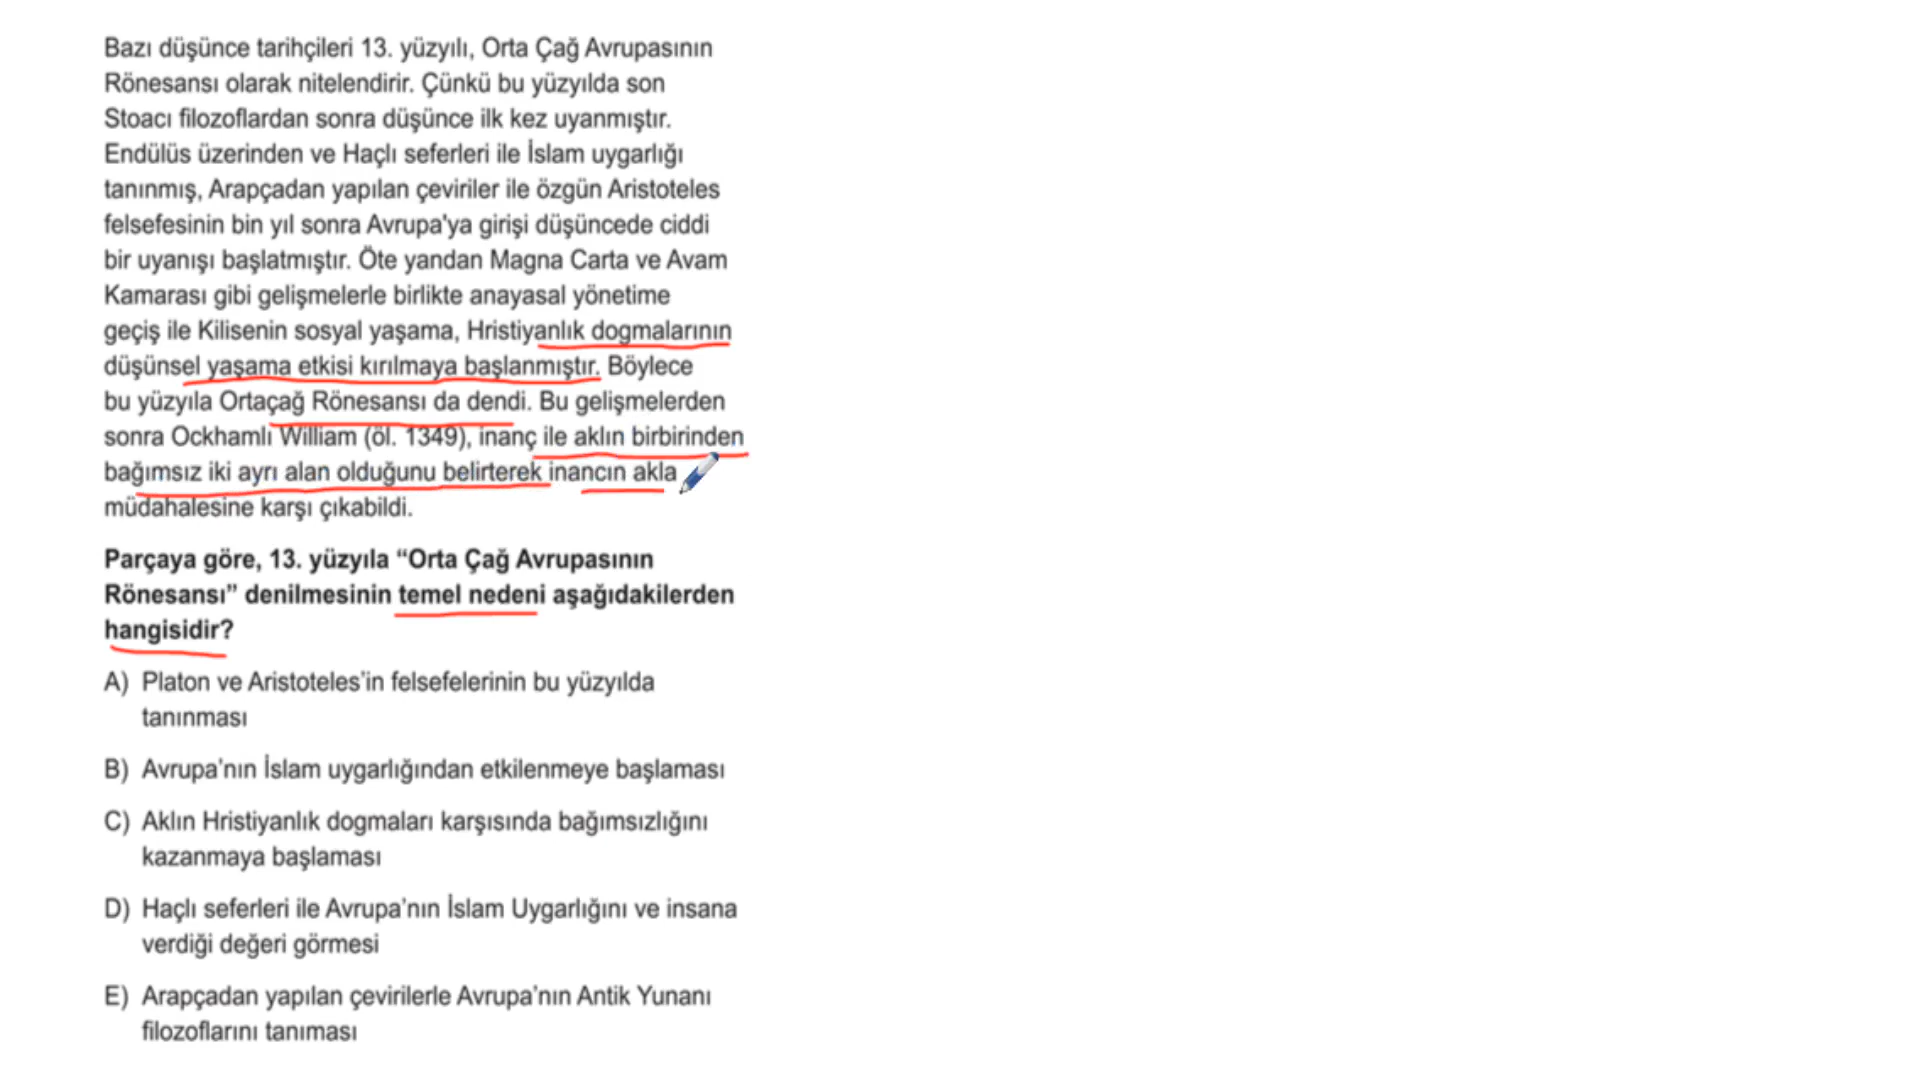 Bazı düşünce tarihçileri 13. yüzyılı, Orta Çağ Avrupasının
Rönesansı olarak nitelendirir. Çünkü bu yüzyılda son
Stoacı filozoflardan sonra düşünce ilk kez uyanmıştır.
Endülüs üzerinden ve Haçlı seferleri ile İslam uygarlığı
tanınmış, Arapçadan yapılan çeviriler ile özgün Aristoteles
felsefesinin bin yıl sonra Avrupa'ya girişi düşüncede ciddi
bir uyanışı başlatmıştır. Öte yandan Magna Carta ve Avam
Kamarası gibi gelişmelerle birlikte anayasal yönetime
geçiş ile Kilisenin sosyal yaşama, Hristiyanlık dogmalarının
düşünsel yaşama etkisi kırılmaya başlanmıştır. Böylece
bu yüzyıla Ortaçağ Rönesansı da dendi. Bu gelişmelerden
sonra Ockhamlı William (öl. 1349), inanç ile aklın birbirinden
bağımsız iki ayrı alan olduğunu belirterek inancın akla
müdahalesine karşı çıkabildi.
Parçaya göre, 13. yüzyıla “Orta Çağ Avrupasının
Rönesansı” denilmesinin temel nedeni aşağıdakilerden
hangisidir?
A) Platon ve Aristoteles’in felsefelerinin bu yüzyılda
tanınması
B) Avrupa’nın İslam uygarlığından etkilenmeye başlaması
C) Aklın Hristiyanlık dogmaları karşısında bağımsızlığını
kazanmaya başlaması
D) Haçlı seferleri ile Avrupa’nın İslam Uygarlığını ve insana
verdiği değeri görmesi
E) Arapçadan yapılan çevirilerle Avrupa’nın Antik Yunanı
filozoflarını tanıması